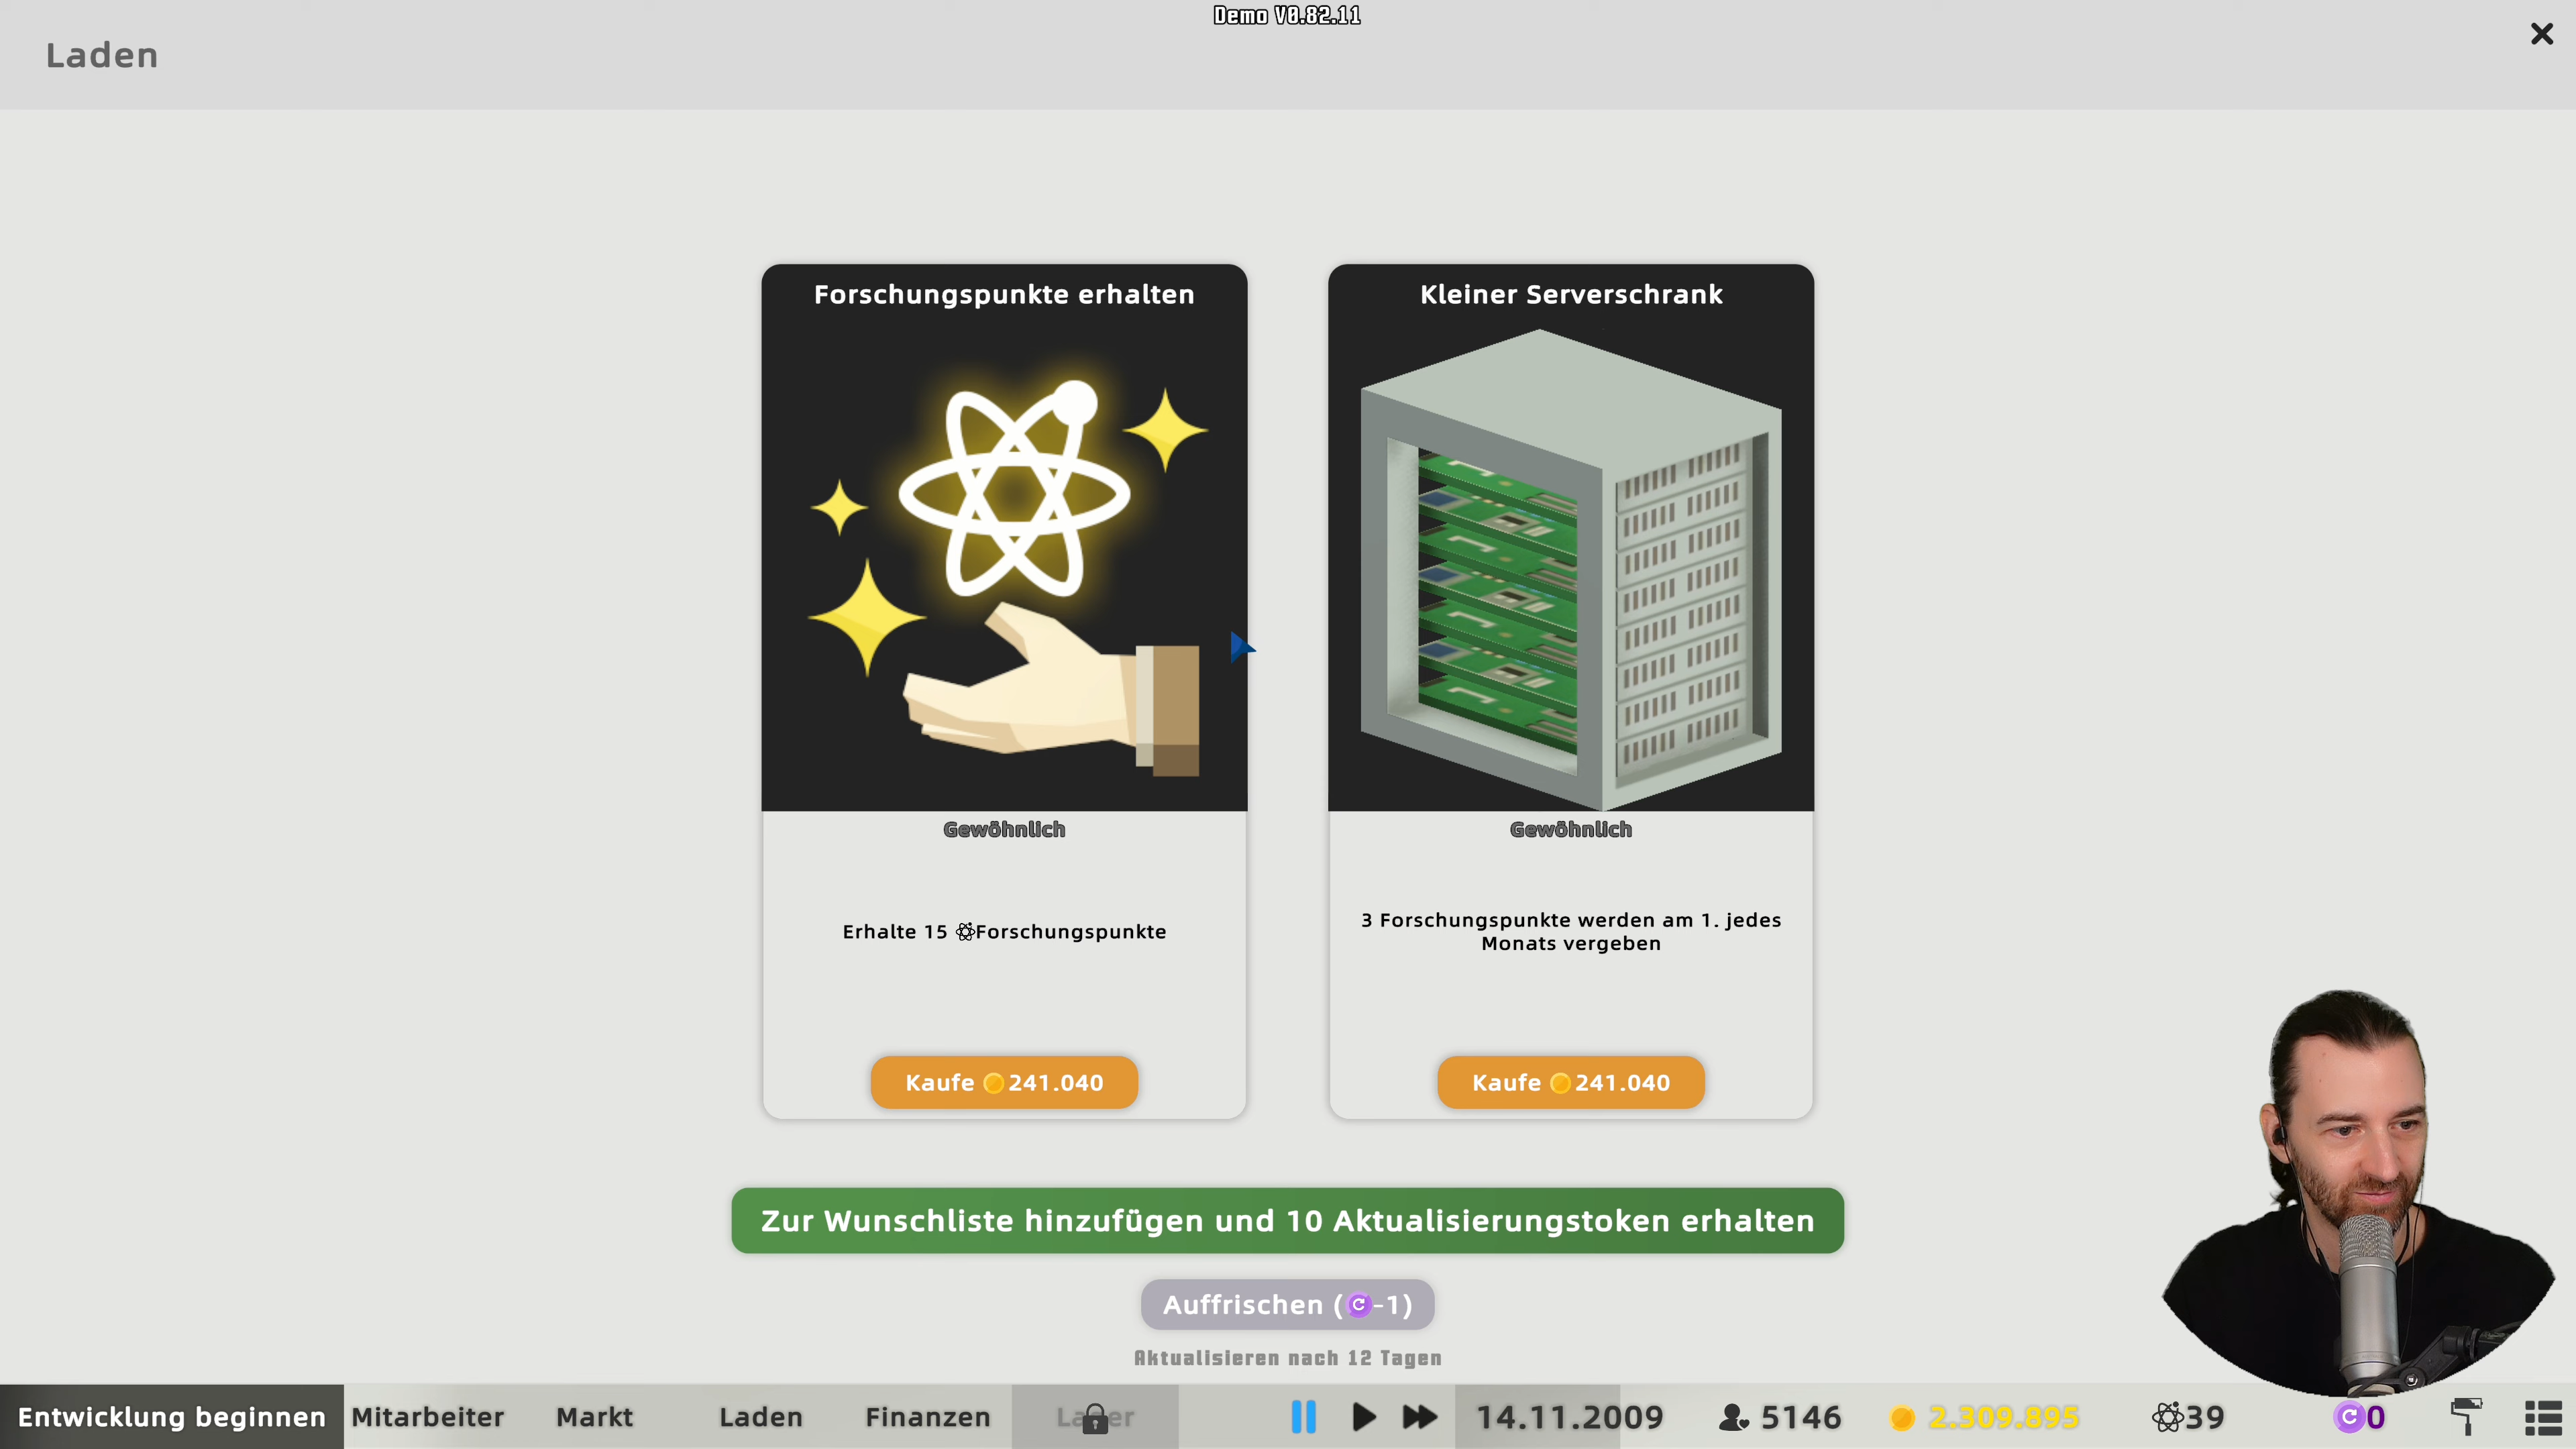 Demo V0.82.11
Laden
Forschungspunkte erhalten
Gewöhnlich
Erhalte 15 Forschungspunkte
Kaufe 241.040
Kleiner Serverschrank
Gewöhnlich
3 Forschungspunkte werden am 1. jedes
Monats vergeben
Kaufe 241.040
Zur Wunschliste hinzufügen und 10 Aktualisierungstoken erhalten
Auffrischen (-1)
Aktualisieren nach 12 Tagen
Entwicklung beginnen Mitarbeiter Markt Laden Finanzen 14.11.2009 5146 2.309.895 39 0